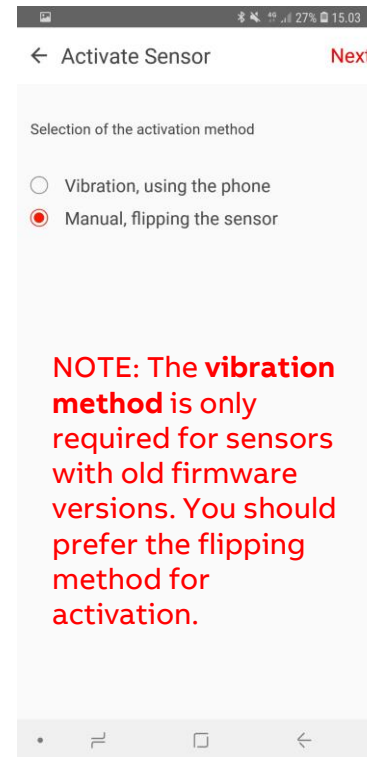 27% 15.03
Activate Sensor Next
Selection of the activation method
Vibration, using the phone
Manual, flipping the sensor
NOTE: The vibration
method is only
required for sensors
with old firmware
versions. You should
prefer the flipping
method for
activation.